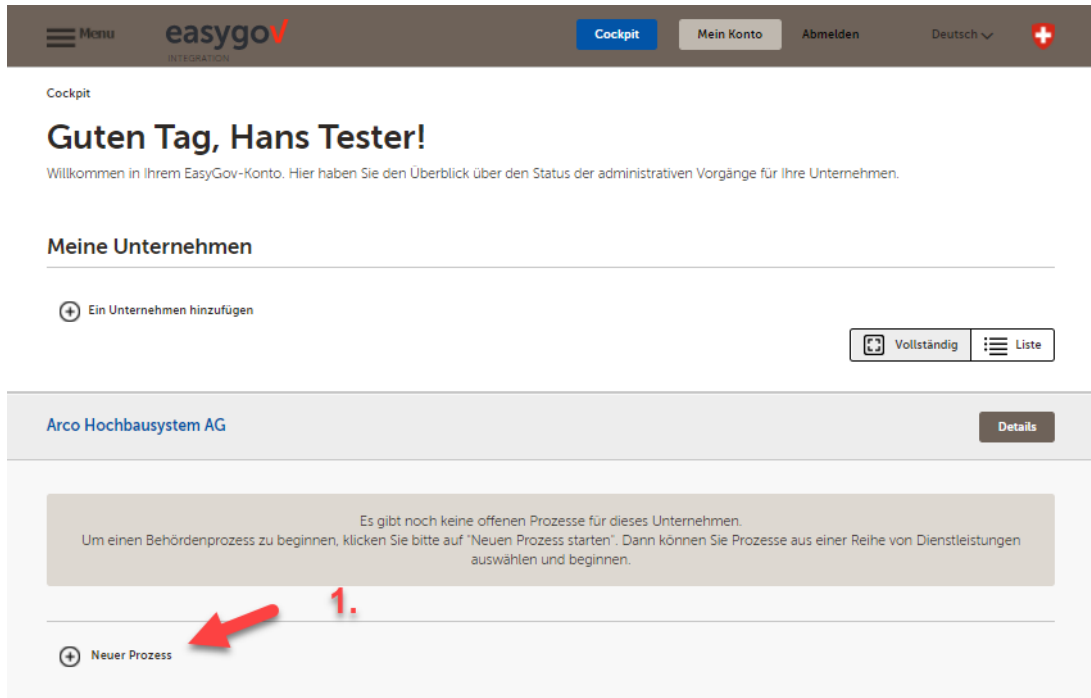 Menu
easygov
INTEGRATION
Cockpit
Mein Konto
Abmelden
Deutsch
Cockpit
Guten Tag, Hans Tester!
Willkommen in Ihrem EasyGov-Konto. Hier haben Sie den Überblick über den Status der administrativen Vorgänge für Ihre Unternehmen.
Meine Unternehmen
Ein Unternehmen hinzufügen
Vollständig
Liste
Arco Hochbausystem AG
Details
Es gibt noch keine offenen Prozesse für dieses Unternehmen.
Um einen Behördenprozess zu beginnen, klicken Sie bitte auf "Neuen Prozess starten". Dann können Sie Prozesse aus einer Reihe von Dienstleistungen
auswählen und beginnen.
1.
Neuer Prozess